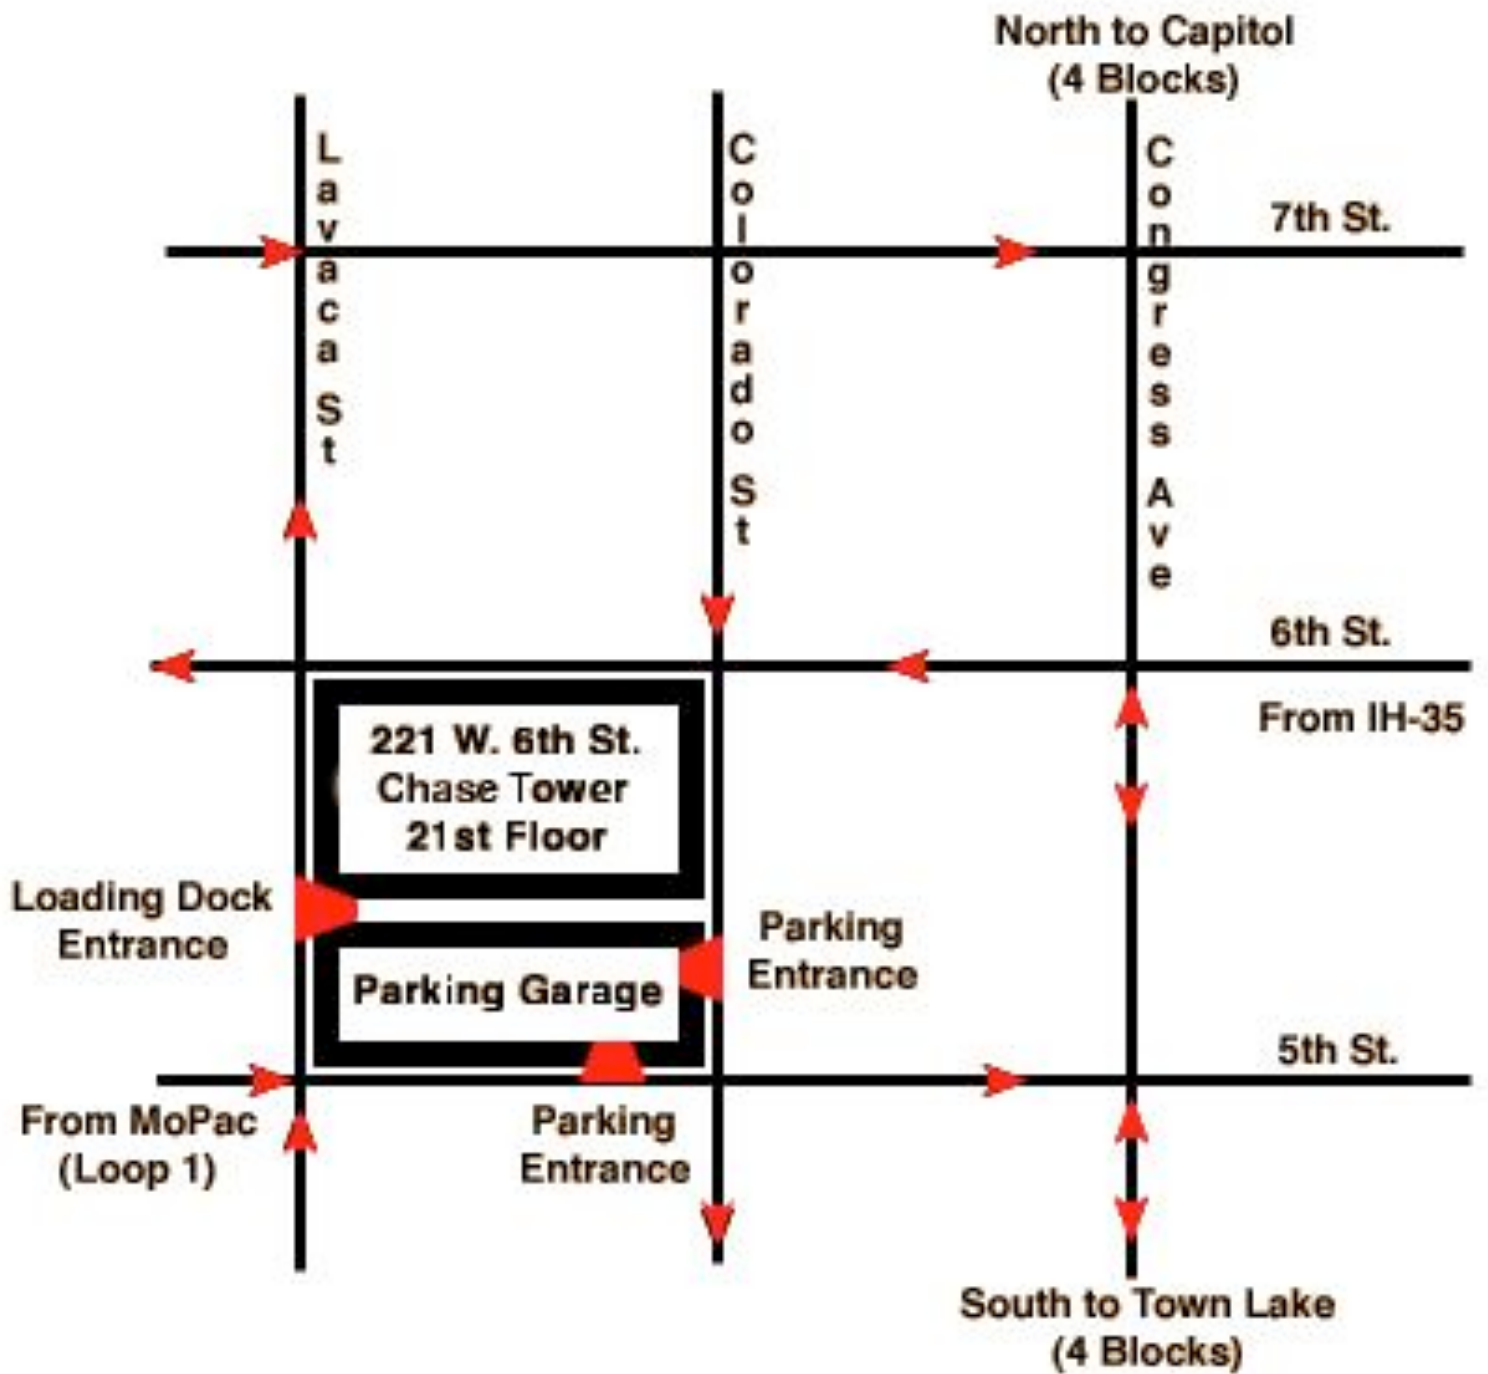 North to Capitol
(4 Blocks)
Lavaca St
Colorado St
Congress Ave
7th St.
6th St.
From IH-35
221 W. 6th St.
Chase Tower
21st Floor
Loading Dock
Entrance
Parking Garage
Parking
Entrance
5th St.
From MoPac
(Loop 1)
Parking
Entrance
South to Town Lake
(4 Blocks)